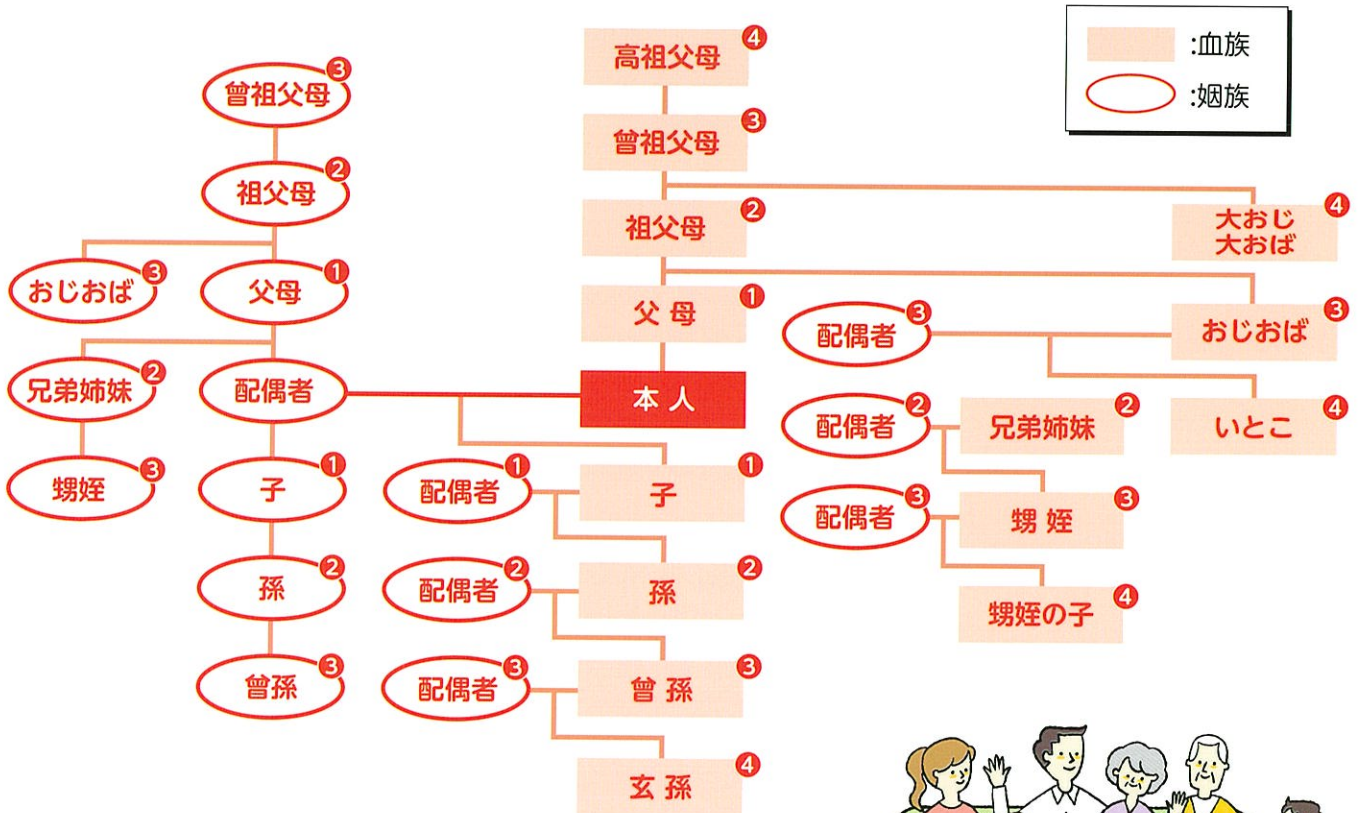 :血族
:姻族
曾祖父母 3
祖父母 2
おじおば 3
父母 1
兄弟姉妹 2
配偶者
甥姪 3
子 1
孫 2
曾孫 3
高祖父母 4
曾祖父母 3
祖父母 2
父母 1
本人
配偶者 1
子 1
配偶者 2
孫 2
配偶者 3
曾孫 3
玄孫 4
大おじ
大おば 4
配偶者 3
おじおば 3
いとこ 4
配偶者 2
兄弟姉妹 2
配偶者 3
甥姪 3
甥姪の子 4